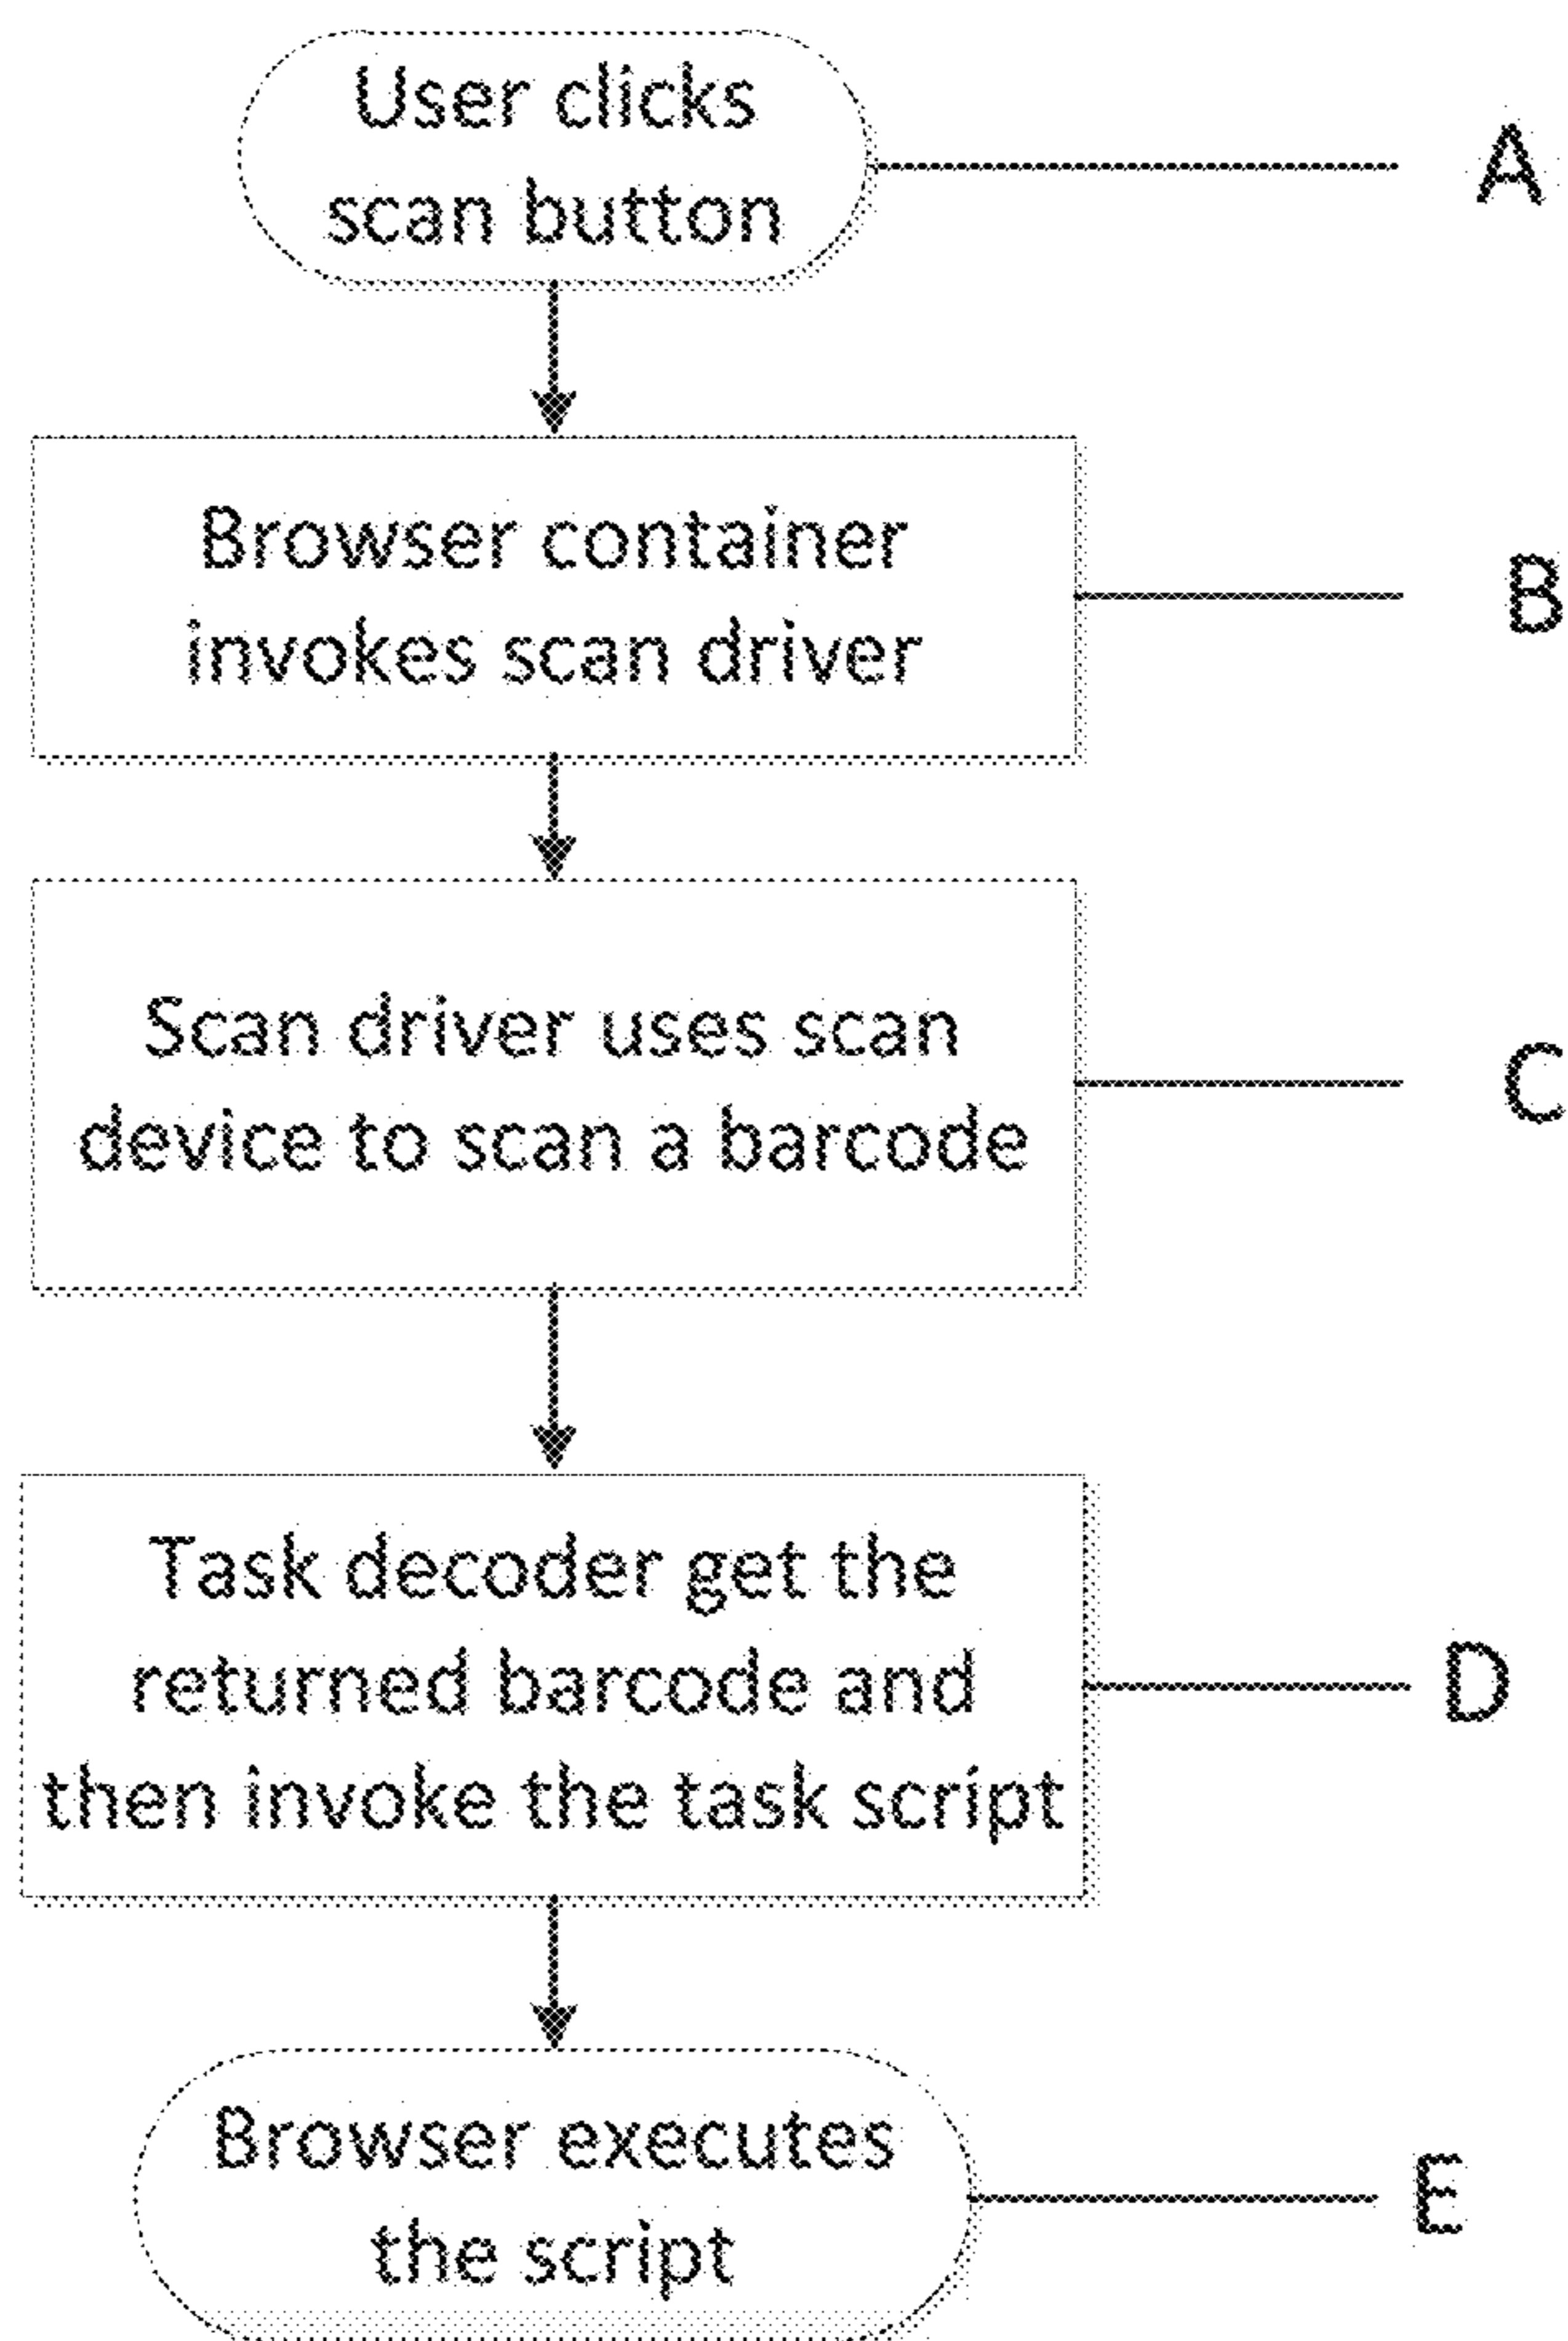 User clicks
scan button
A
Browser container
invokes scan driver
B
Scan driver uses scan
device to scan a barcode
C
Task decoder get the
returned barcode and
then invoke the task script
D
Browser executes
the script
E